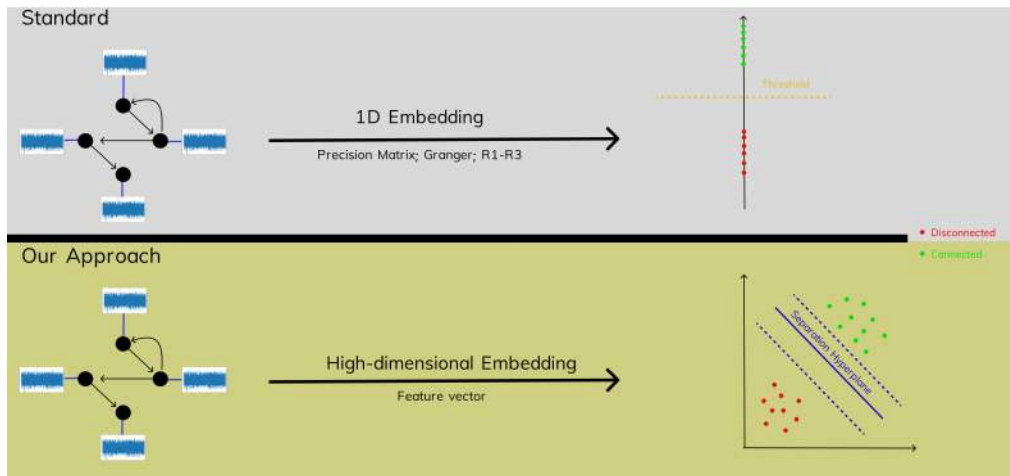 Standard
1D Embedding
Precision Matrix; Granger; R1-R3
Threshold
Disconnected
Connected
Our Approach
High-dimensional Embedding
Feature vector
Separation Hyperplane